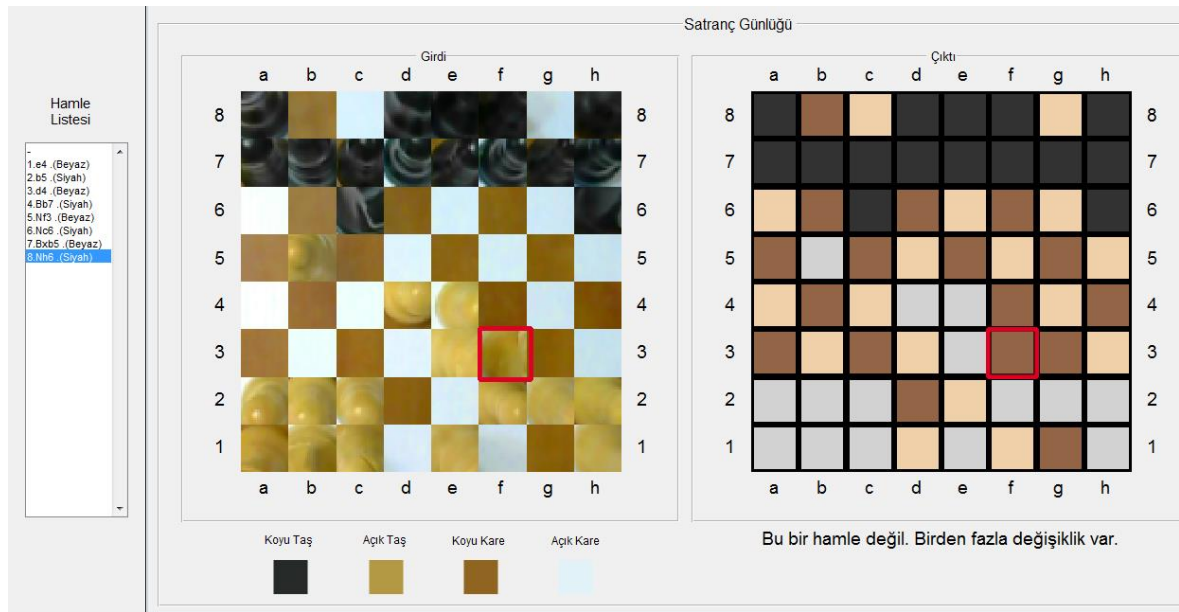 Satranç Günlüğü
Hamle
Listesi
-
1.e4 .(Beyaz)
2.b5 .(Siyah)
3.d4 .(Beyaz)
4.Bb7 .(Siyah)
5.Nf3 .(Beyaz)
6.Nc6 .(Siyah)
7.Bxb5 .(Beyaz)
8.Nh6 .(Siyah)
Girdi
a b c d e f g h
8 8
7 7
6 6
5 5
4 4
3 3
2 2
1 1
a b c d e f g h
Koyu Taş Açık Taş Koyu Kare Açık Kare
Çıktı
a b c d e f g h
8 8
7 7
6 6
5 5
4 4
3 3
2 2
1 1
a b c d e f g h
Bu bir hamle değil. Birden fazla değişiklik var.